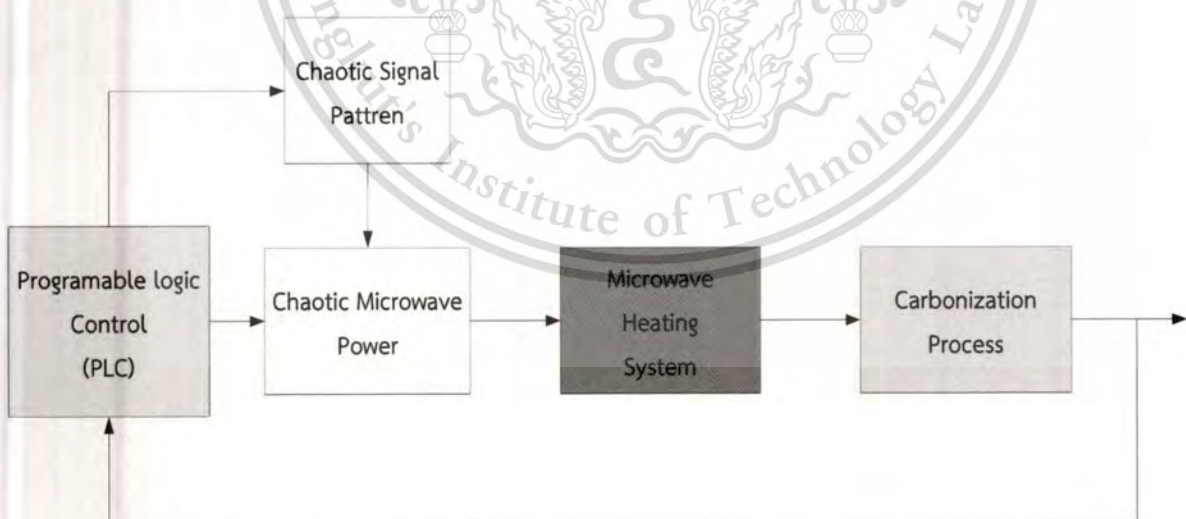 Chaotic Signal
Pattren
Programable logic
Control
(PLC)
Chaotic Microwave
Power
Microwave
Heating
System
Carbonization
Process
Institute of Technology